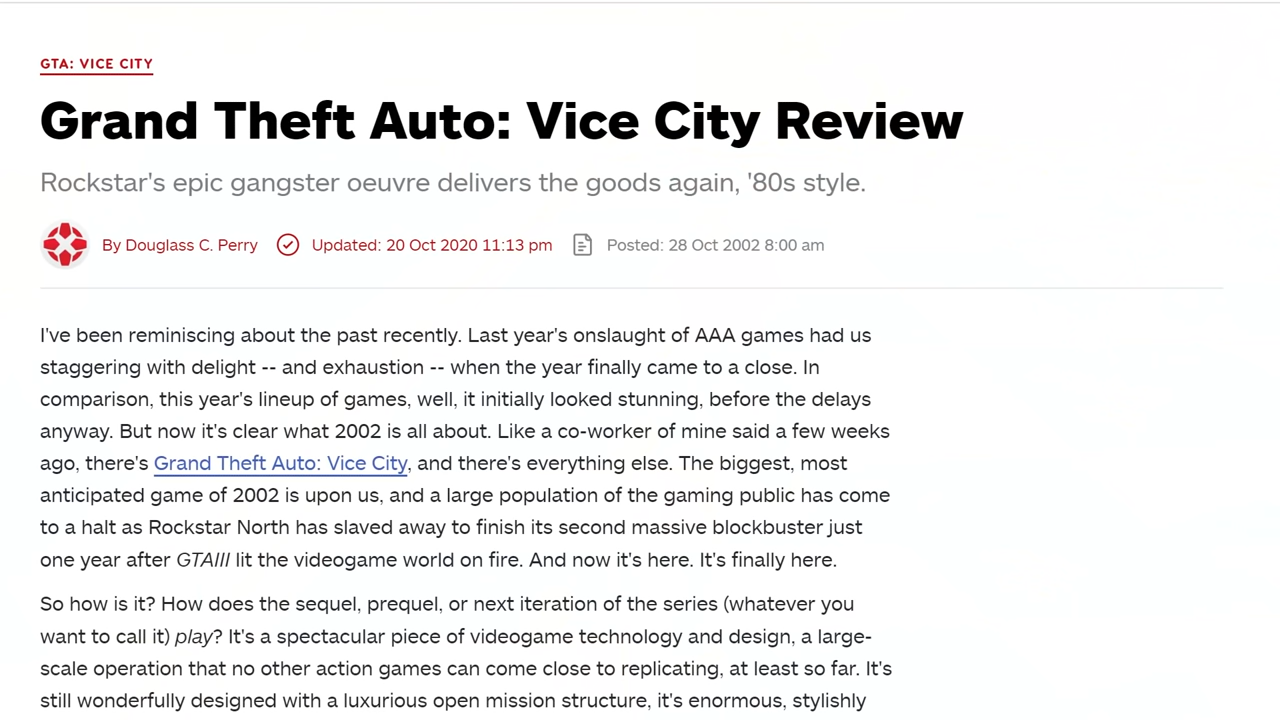 GTA: VICE CITY
Grand Theft Auto: Vice City Review
Rockstar's epic gangster oeuvre delivers the goods again, '80s style.
By Douglass C. Perry Updated: 20 Oct 2020 11:13 pm Posted: 28 Oct 2002 8:00 am
I've been reminiscing about the past recently. Last year's onslaught of AAA games had us
staggering with delight -- and exhaustion -- when the year finally came to a close. In
comparison, this year's lineup of games, well, it initially looked stunning, before the delays
anyway. But now it's clear what 2002 is all about. Like a co-worker of mine said a few weeks
ago, there's Grand Theft Auto: Vice City, and there's everything else. The biggest, most
anticipated game of 2002 is upon us, and a large population of the gaming public has come
to a halt as Rockstar North has slaved away to finish its second massive blockbuster just
one year after GTAIII lit the videogame world on fire. And now it's here. It's finally here.
So how is it? How does the sequel, prequel, or next iteration of the series (whatever you
want to call it) play? It's a spectacular piece of videogame technology and design, a large-
scale operation that no other action games can come close to replicating, at least so far. It's
still wonderfully designed with a luxurious open mission structure, it's enormous, stylishly